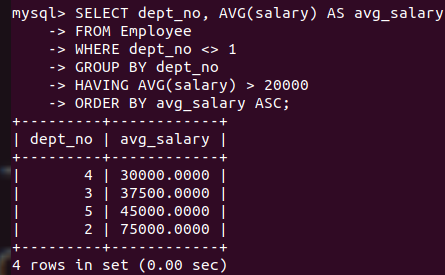 mysql> SELECT dept_no, AVG(salary) AS avg_salary
    -> FROM Employee
    -> WHERE dept_no <> 1
    -> GROUP BY dept_no
    -> HAVING AVG(salary) > 20000
    -> ORDER BY avg_salary ASC;
+---------+------------+
| dept_no | avg_salary |
+---------+------------+
|       4 | 30000.0000 |
|       3 | 37500.0000 |
|       5 | 45000.0000 |
|       2 | 75000.0000 |
+---------+------------+
4 rows in set (0.00 sec)